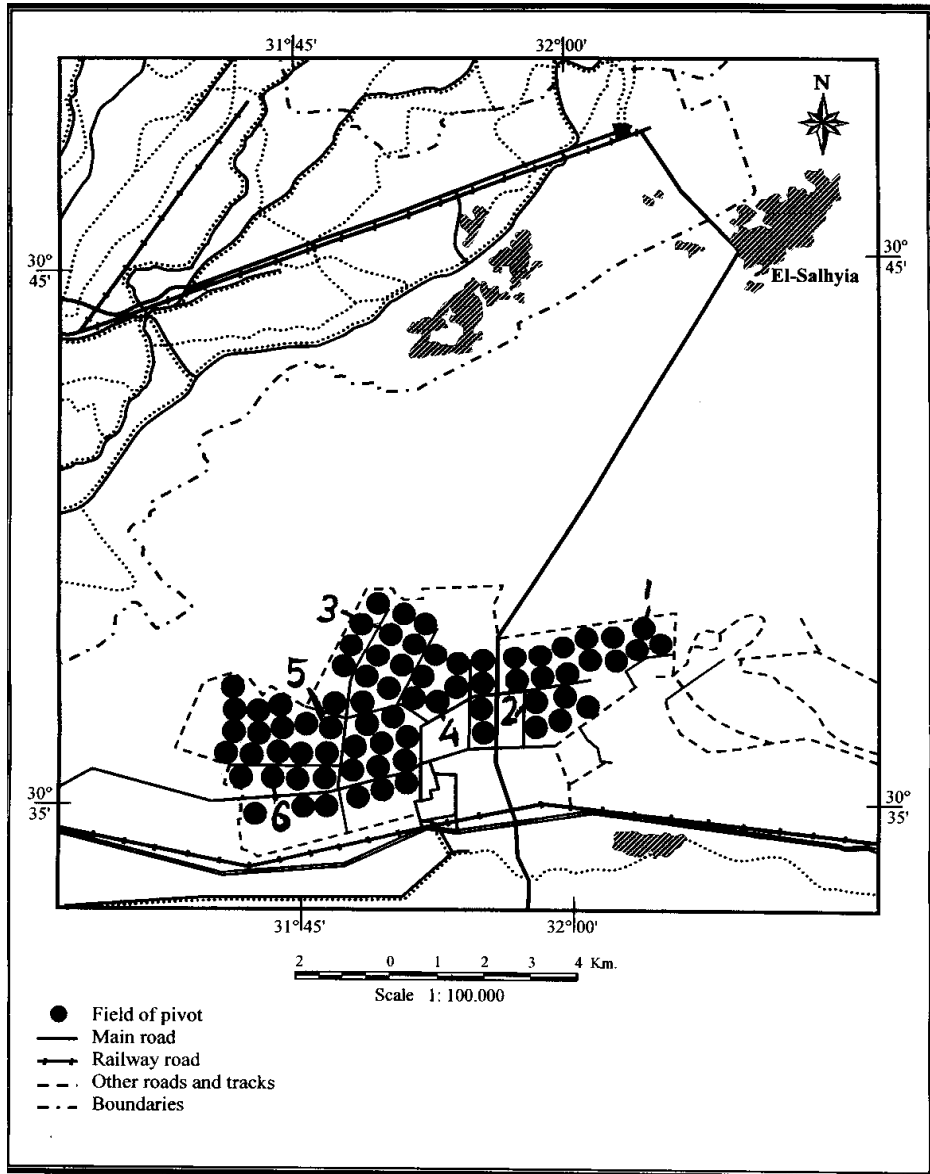 31°45' 32°00'
N
30°
45'
30°
45'
El-Salhyia
1
3
5
2
4
6
30°
35'
30°
35'
31°45' 32°00'
2 0 1 2 3 4 Km.
Scale 1: 100.000
Field of pivot
Main road
Railway road
Other roads and tracks
Boundaries